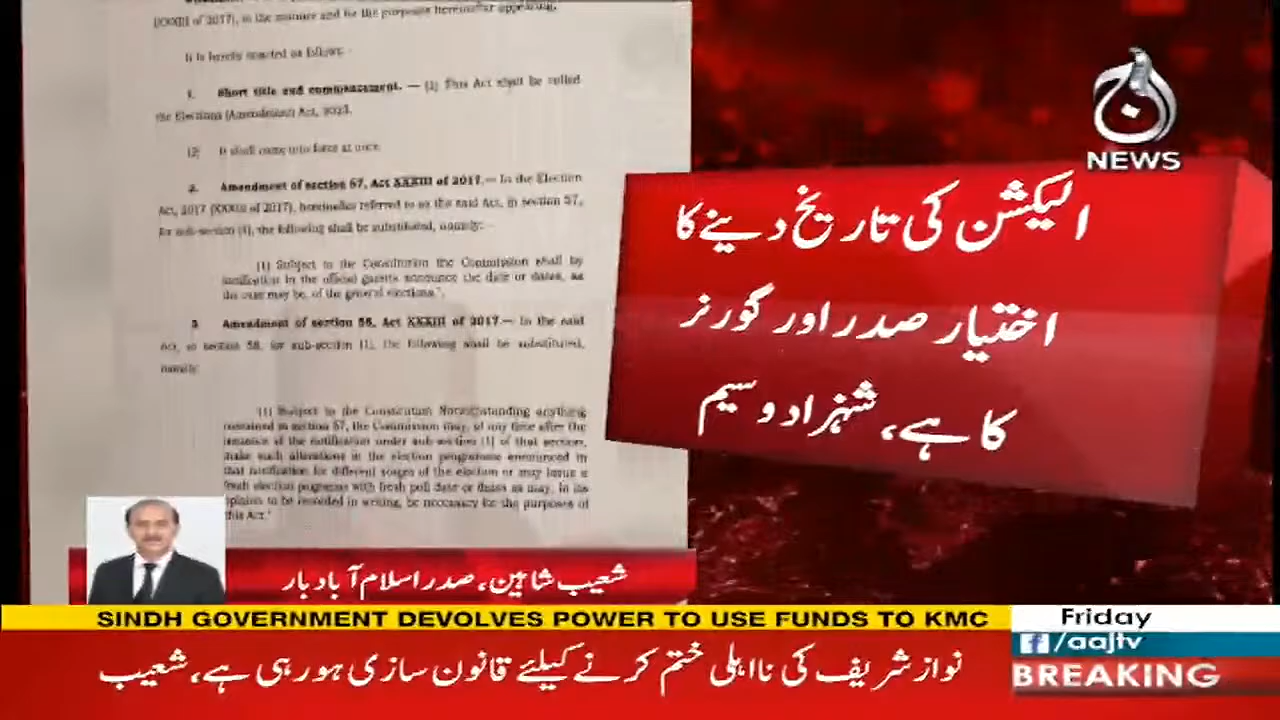 (XXXIII of 2017), in the manner and for the purposes hereinafter appearing.
It is hereby enacted as follows:-
1. Short title and commencement. — (1) This Act shall be called
the Elections (Amendment) Act, 2023.
(2) It shall come into force at once.
2. Amendment of section 57, Act XXXIII of 2017.— In the Election
Act, 2017 (XXXIII of 2017), hereinafter referred to as the said Act, in section 57,
for sub-section (1), the following shall be substituted, namely: -
(1) Subject to the Constitution the Commission shall by
notification in the official gazette announce the date or dates, as
the case may be, of the general elections.",
3 Amendment of section 58, Act XXXIII of 2017.— In the said
Act, in section 58, for sub-section (1), the following shall be substituted,
namely:
(1) Subject to the Constitution Notwithstanding anything
contained in section 57, the Commission may, at any time after the
issuance of the notification under sub-section (1) of that section,
make such alterations in the election programme announced in
that notification for different stages of the election or may issue a
fresh election programme with fresh poll date or dates as may, in its
opinion to be recorded in writing, be necessary for the purposes of
this Act."
NEWS
الیکشن کی تاریخ دینے کا
اختیار صدر اور گورنر
کا ہے، شہزاد وسیم
شعیب شاہین، صدر اسلام آباد بار
SINDH GOVERNMENT DEVOLVES POWER TO USE FUNDS TO KMC
Friday
f/aajtv
BREAKING
نواز شریف کی نااہلی ختم کرنے کیلئے قانون سازی ہو رہی ہے، شعیب